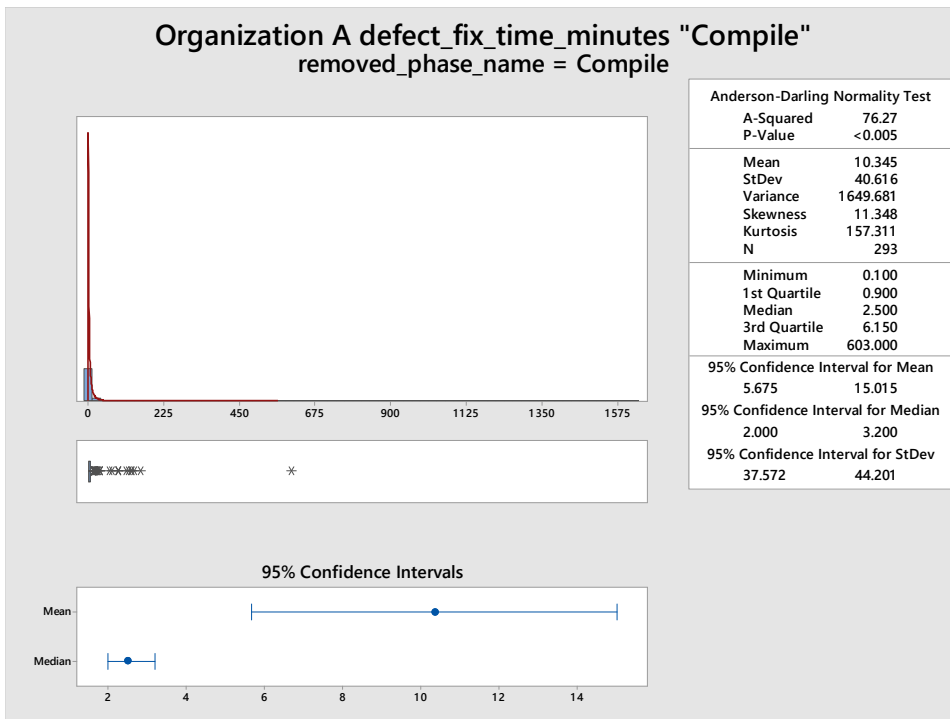 Organization A defect_fix_time_minutes "Compile"
removed_phase_name = Compile
Anderson-Darling Normality Test
A-Squared 76.27
P-Value <0.005
Mean 10.345
StDev 40.616
Variance 1649.681
Skewness 11.348
Kurtosis 157.311
N 293
Minimum 0.100
1st Quartile 0.900
Median 2.500
3rd Quartile 6.150
Maximum 603.000
95% Confidence Interval for Mean
5.675 15.015
95% Confidence Interval for Median
2.000 3.200
95% Confidence Interval for StDev
37.572 44.201
0 225 450 675 900 1125 1350 1575
95% Confidence Intervals
Mean
Median
2 4 6 8 10 12 14